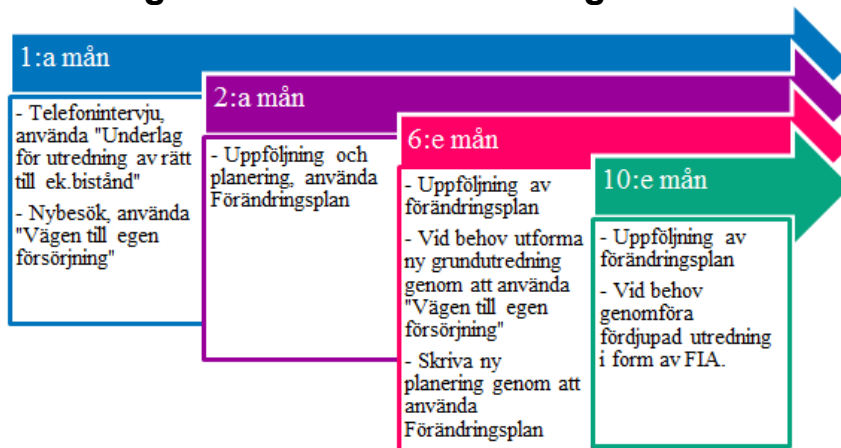 1:a mån
- Telefonintervju,
använda "Underlag
för utredning av rätt
till ek.bistånd"
- Nybesök, använda
"Vägen till egen
försörjning"
2:a mån
- Uppföljning och
planering, använda
Förändringsplan
6:e mån
- Uppföljning av
förändringsplan
- Vid behov utforma
ny grundutredning
genom att använda
"Vägen till egen
försörjning"
- Skriva ny
planering genom att
använda
Förändringsplan
10:e mån
- Uppföljning av
förändringsplan
- Vid behov
genomföra
fördjupad utredning
i form av FIA.